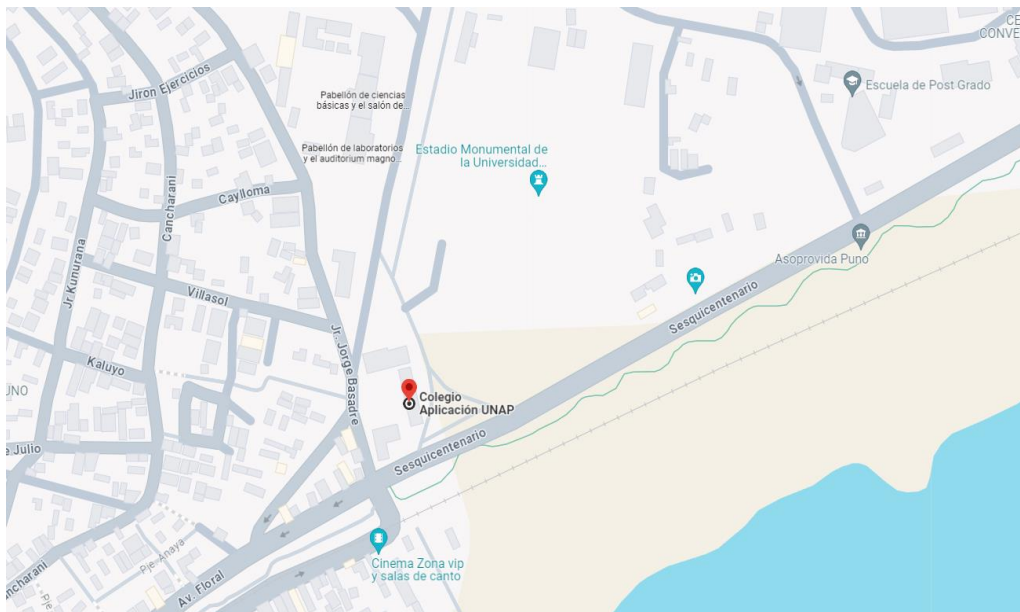 CE
CONVE
Jiron Ejercicios
Pabellón de ciencias
básicas y el salón de...
Escuela de Post Grado
Pabellón de laboratorios
y el auditorium magno...
Estadio Monumental de
la Universidad...
Caylloma
Cancharani
Jr Kunurana
Asoprovida Puno
Villasol
Sesquicentenario
Jr. Jorge Basadre
Kaluyo
UNO
Colegio
Aplicación UNAP
e Julio
Sesquicentenario
Pje. Anaya
ancharani
Cinema Zona vip
y salas de canto
Av. Floral
Pje